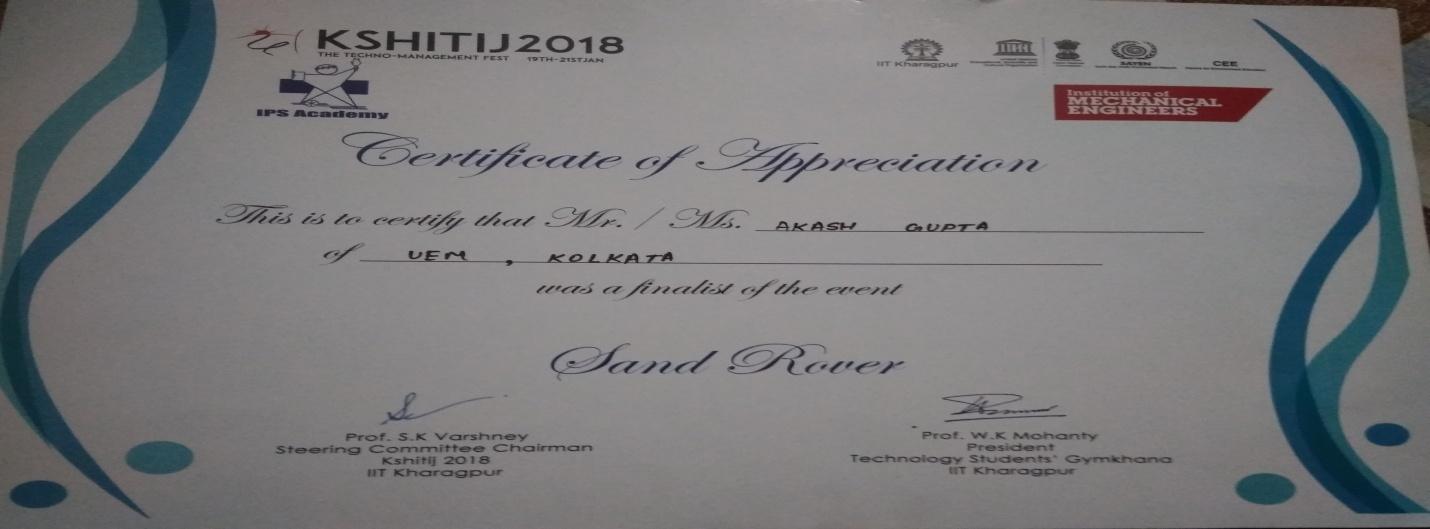 KSHITIJ2018
THE TECHNO-MANAGEMENT FEST 19TH-21STJAN
IPS Academy
IIT Kharagpur
CEE
Institution of
MECHANICAL
ENGINEERS
Certificate of Appreciation
This is to certify that Mr. / Ms. AKASH GUPTA
of UEM , KOLKATA
was a finalist of the event
Sand Rover
Prof. S.K Varshney
Steering Committee Chairman
Kshitij 2018
IIT Kharagpur
Prof. W.K Mohanty
President
Technology Students' Gymkhana
IIT Kharagpur